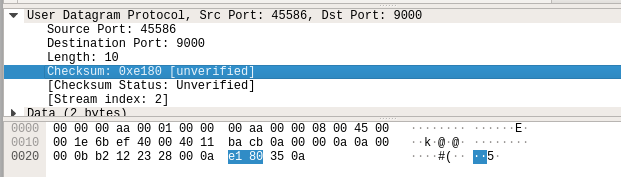 User Datagram Protocol, Src Port: 45586, Dst Port: 9000
Source Port: 45586
Destination Port: 9000
Length: 10
Checksum: 0xe180 [unverified]
[Checksum Status: Unverified]
[Stream index: 2]
Data (2 bytes)
0000 00 00 00 aa 00 01 00 00 00 aa 00 00 08 00 45 00 ········ ······E·
0010 00 1e 6b ef 40 00 40 11 ba cb 0a 00 00 0a 0a 00 ··k·@·@· ········
0020 00 0b b2 12 23 28 00 0a e1 80 35 0a ····#(·· ··5·